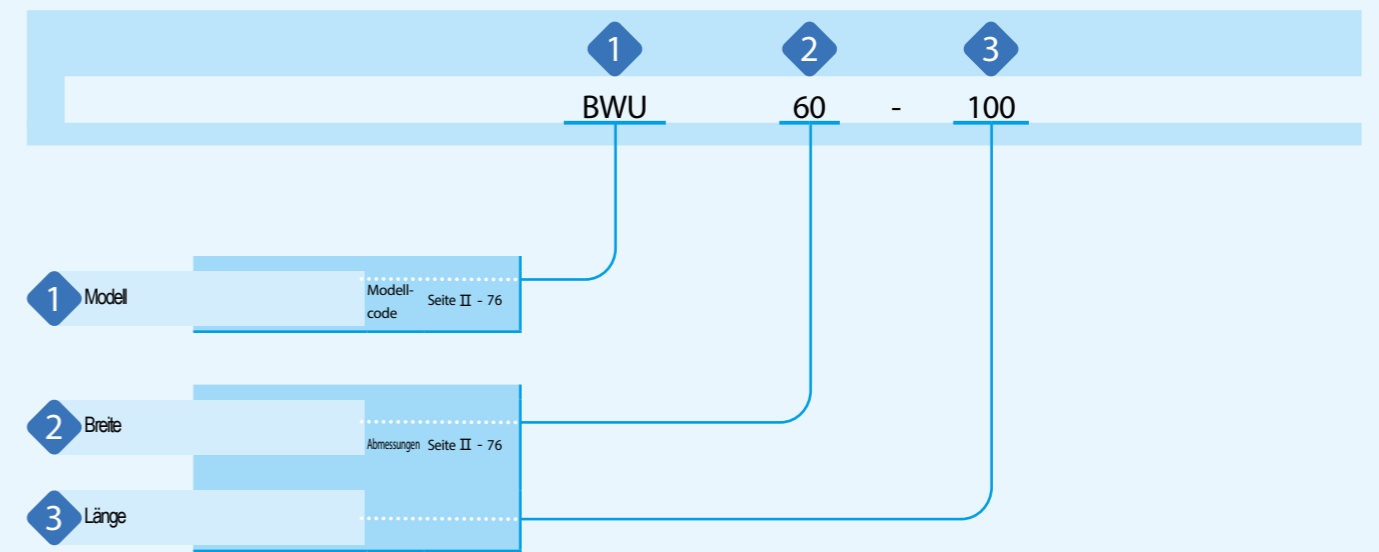 1 2 3
BWU 60 - 100
1 Modell Modell-
code Seite II - 76
2 Breite
Abmessungen Seite II - 76
3 Länge